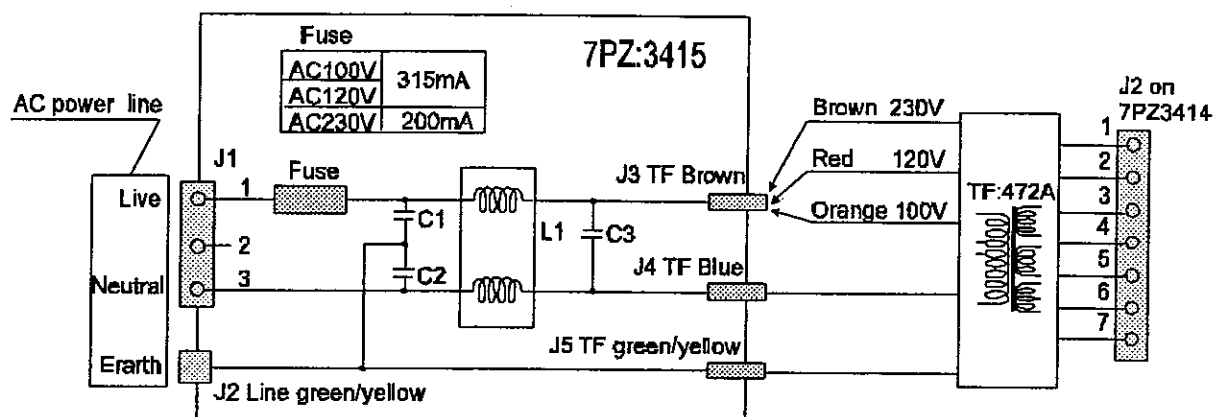 Fuse
AC100V
AC120V
315mA
AC230V
200mA
7PZ:3415
AC power line
J1
Live
1
Fuse
2
Neutral
3
Erarth
J2 Line green/yellow
C1
C2
L1
C3
J3 TF Brown
J4 TF Blue
J5 TF green/yellow
Brown 230V
Red 120V
Orange 100V
TF:472A
J2 on
7PZ3414
1
2
3
4
5
6
7